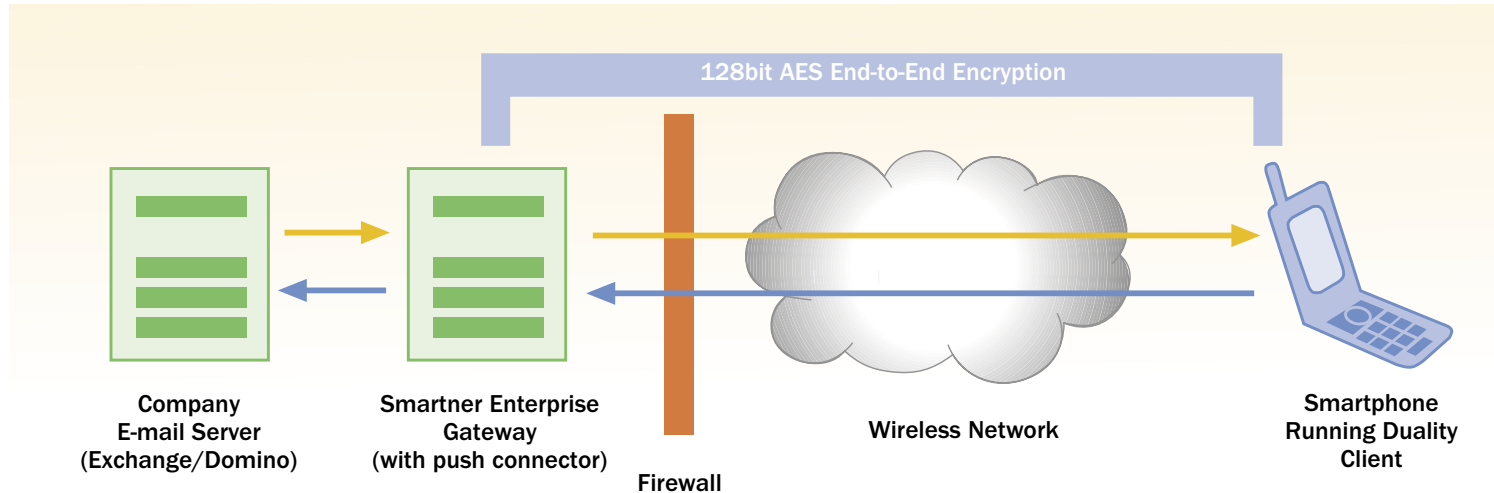 128bit AES End-to-End Encryption
Company
E-mail Server
(Exchange/Domino)
Smartner Enterprise
Gateway
(with push connector)
Firewall
Wireless Network
Smartphone
Running Duality
Client